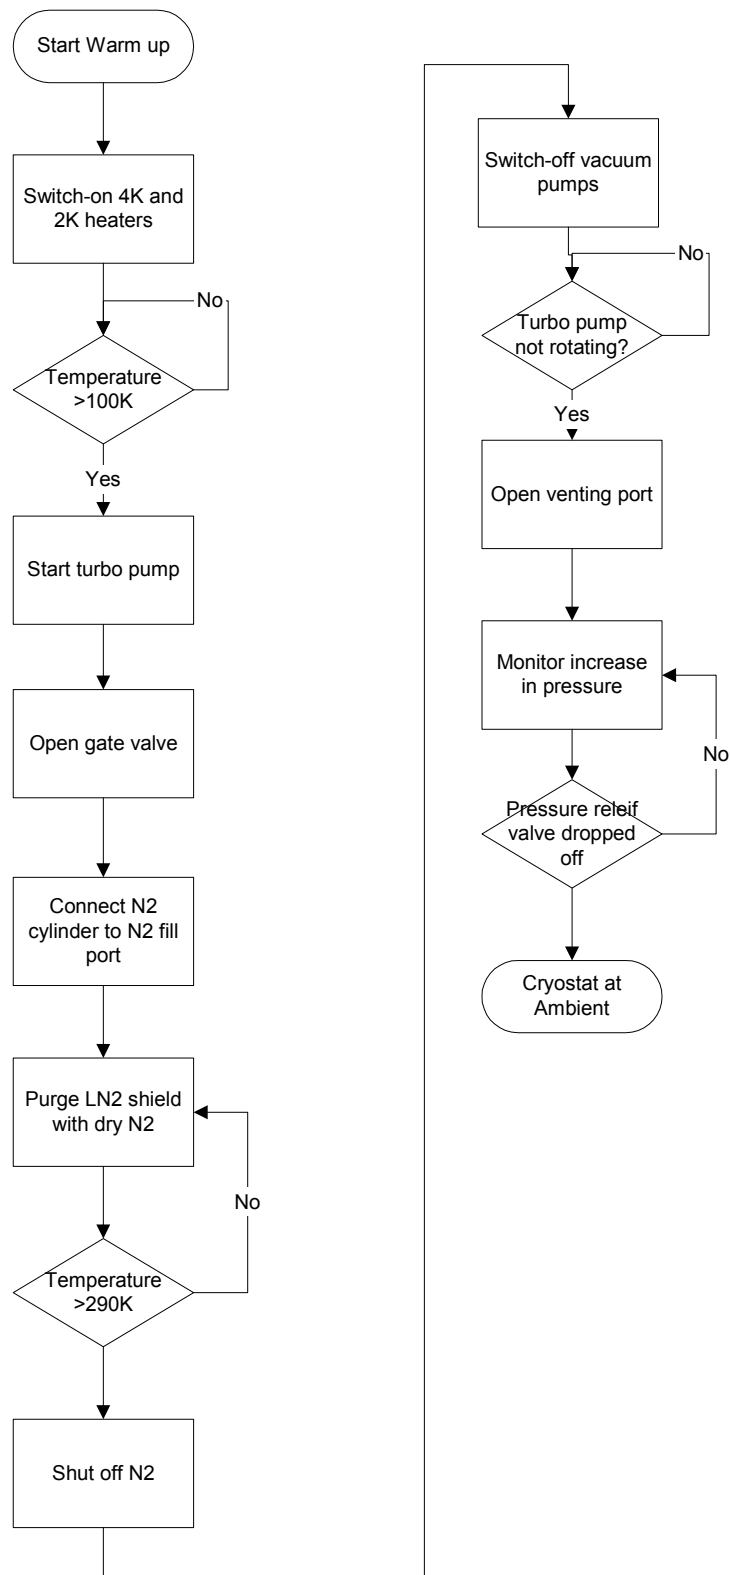 Start Warm up
Switch-on 4K and
2K heaters
No
Temperature
>100K
Yes
Start turbo pump
Open gate valve
Connect N2
cylinder to N2 fill
port
Purge LN2 shield
with dry N2
No
Temperature
>290K
Shut off N2
Switch-off vacuum
pumps
No
Turbo pump
not rotating?
Yes
Open venting port
Monitor increase
in pressure
No
Pressure releif
valve dropped
off
Cryostat at
Ambient